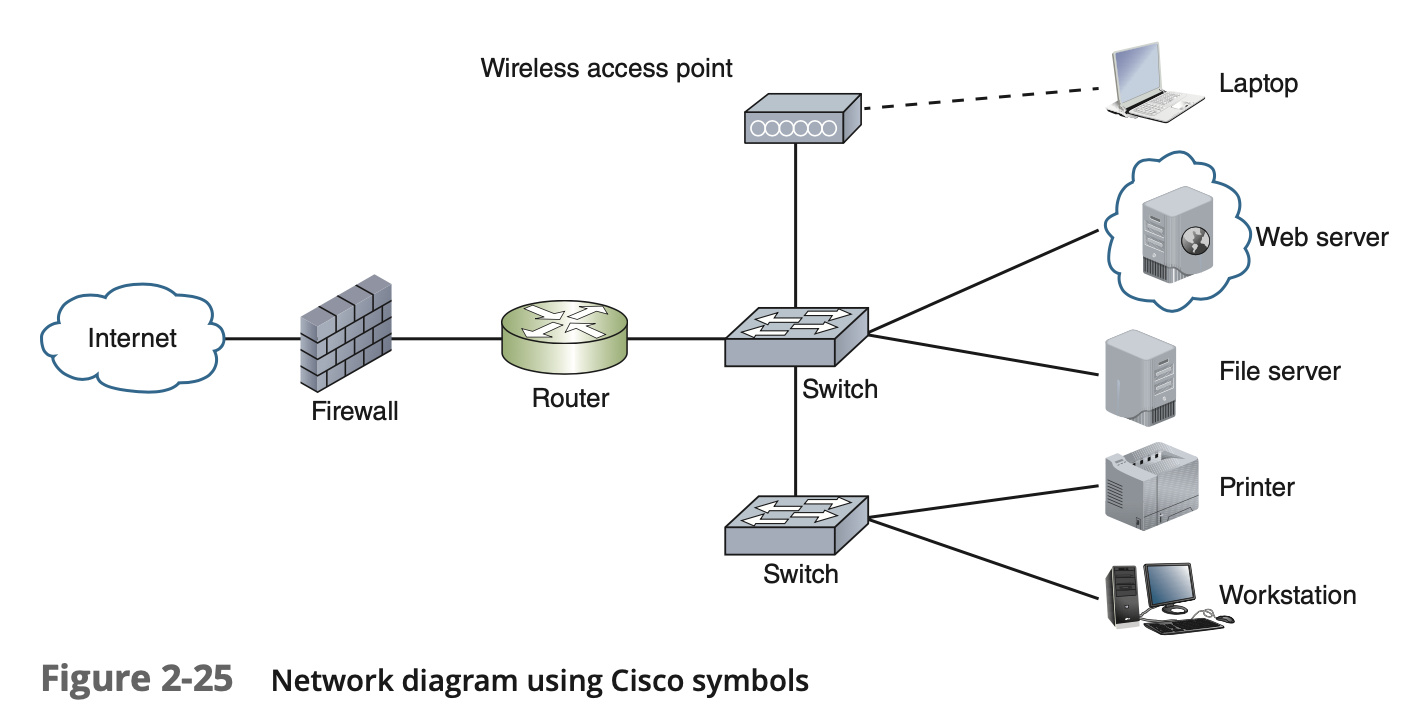 Wireless access point
Laptop
Web server
Internet
Firewall
Router
Switch
File server
Printer
Switch
Workstation
Figure 2-25 Network diagram using Cisco symbols